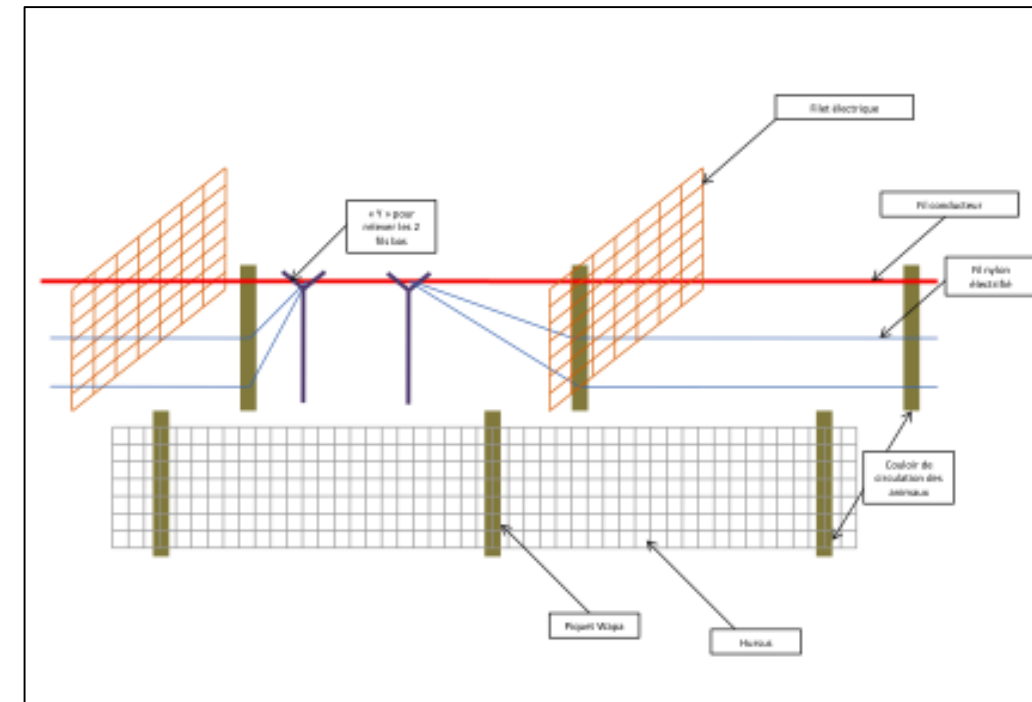 Filet électrique
« Y » pour
relever les 2
fils bas
Fil conducteur
Fil nylon
électrifié
Couloir de
circulation des
animaux
Piquet Wapa
Hursus